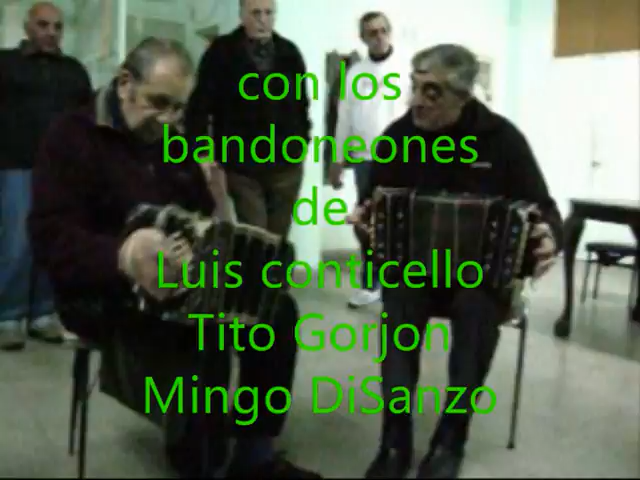 con los
bandoneones
de
Luis conticello
Tito Gorjon
Mingo DiSanzo